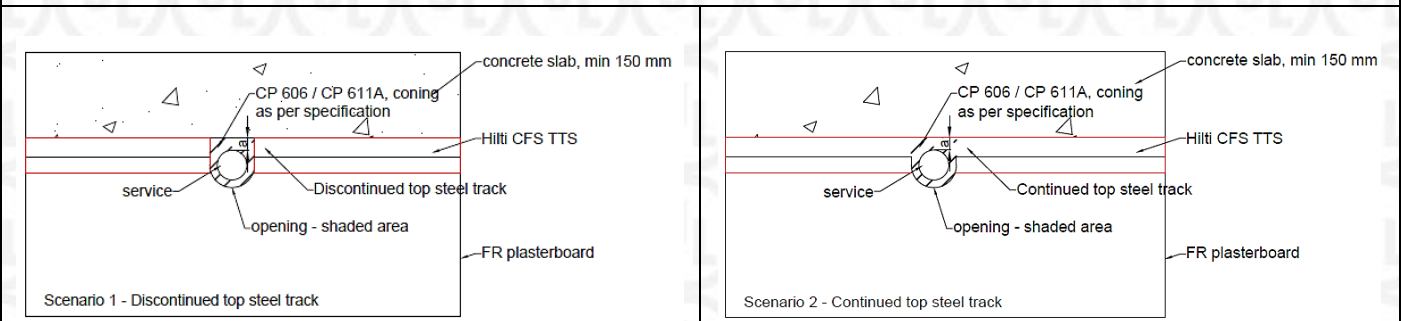 concrete slab, min 150 mm
CP 606 / CP 611A, coning
as per specification
a
Hilti CFS TTS
service
Discontinued top steel track
opening - shaded area
FR plasterboard
Scenario 1 - Discontinued top steel track
concrete slab, min 150 mm
CP 606 / CP 611A, coning
as per specification
a
Hilti CFS TTS
service
Continued top steel track
opening - shaded area
FR plasterboard
Scenario 2 - Continued top steel track